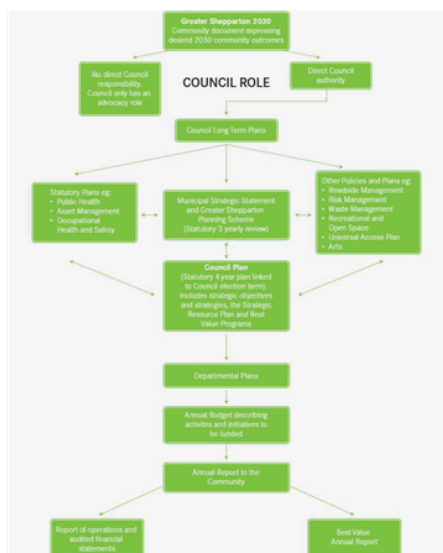 Greater Shepparton 2030
Community document expressing
desired 2030 community outcomes
No direct Council
responsibility.
Council only has an
advocacy role
COUNCIL ROLE
Direct Council
authority
Council Long Term Plans
Statutory Plans eg:
• Public Health
• Asset Management
• Occupational
Health and Safety
Municipal Strategic Statement and
Greater Shepparton
Planning Scheme
(Statutory 3 yearly review)
Other Policies and Plans eg:
• Roadside Management
• Risk Management
• Waste Management
• Recreational and
Open Space
• Universal Access Plan
• Arts
Council Plan
(Statutory 4 year plan linked
to Council election term).
Includes strategic objectives
and strategies, the Strategic
Resource Plan and Best
Value Programs
Departmental Plans
Annual Budget describing
activites and initiatives to
be funded
Annual Report to the
Community
Report of operations and
audited financial
statements
Best Value
Annual Report